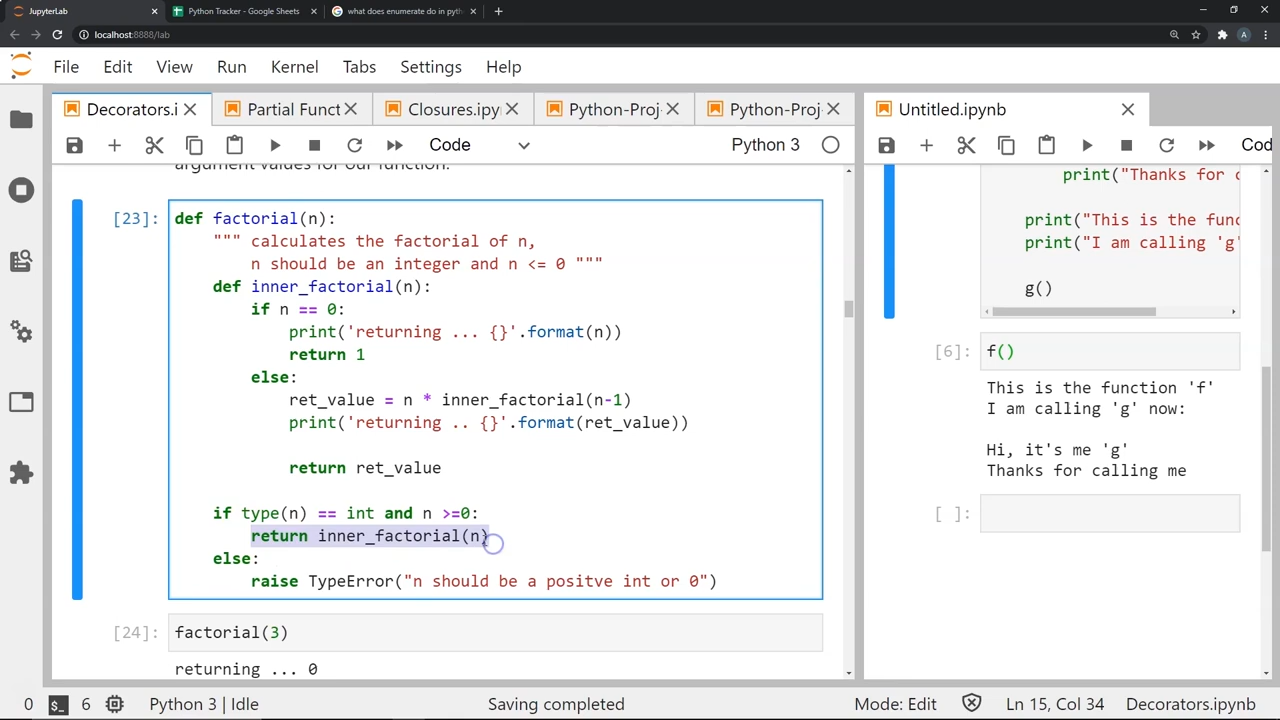 JupyterLab
Python Tracker - Google Sheets
what does enumerate do in pyth
localhost:8888/lab
File Edit View Run Kernel Tabs Settings Help
Decorators.i
Partial Funct
Closures.ipy
Python-Proj
Python-Proj
Untitled.ipynb
Code
Python 3
Cod
argument values for our function.
[23]:
def factorial(n):
""" calculates the factorial of n,
n should be an integer and n <= 0 """
def inner_factorial(n):
if n == 0:
print('returning ... {}'.format(n))
return 1
else:
ret_value = n * inner_factorial(n-1)
print('returning .. {}'.format(ret_value))
return ret_value
if type(n) == int and n >=0:
return inner_factorial(n)
else:
raise TypeError("n should be a positve int or 0")
[24]:
factorial(3)
returning ... 0
print("Thanks for c
print("This is the func
print("I am calling 'g'
g()
[6]:
f()
This is the function 'f'
I am calling 'g' now:
Hi, it's me 'g'
Thanks for calling me
[ ]:
0
$_
6
Python 3 | Idle
Saving completed
Mode: Edit
Ln 15, Col 34
Decorators.ipynb
A